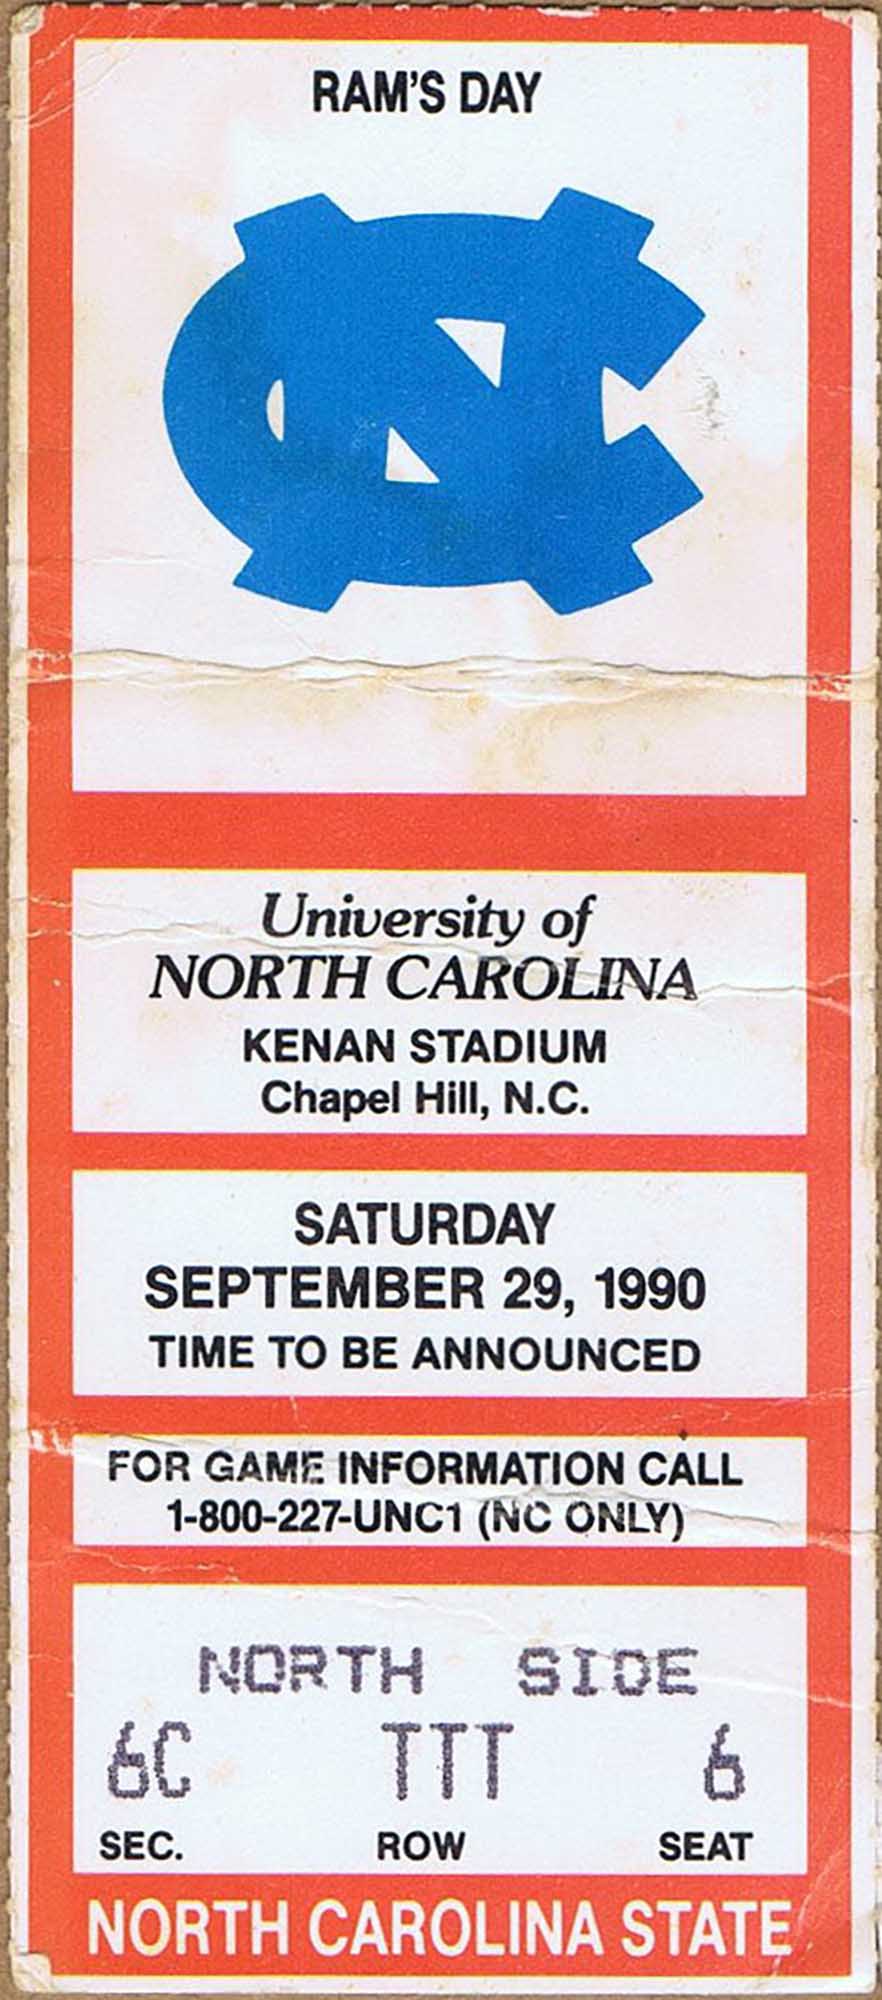 RAM'S DAY
NC
University of
NORTH CAROLINA
KENAN STADIUM
Chapel Hill, N.C.
SATURDAY
SEPTEMBER 29, 1990
TIME TO BE ANNOUNCED
FOR GAME INFORMATION CALL
1-800-227-UNC1 (NC ONLY)
NORTH SIDE
6C TTT 6
SEC. ROW SEAT
NORTH CAROLINA STATE